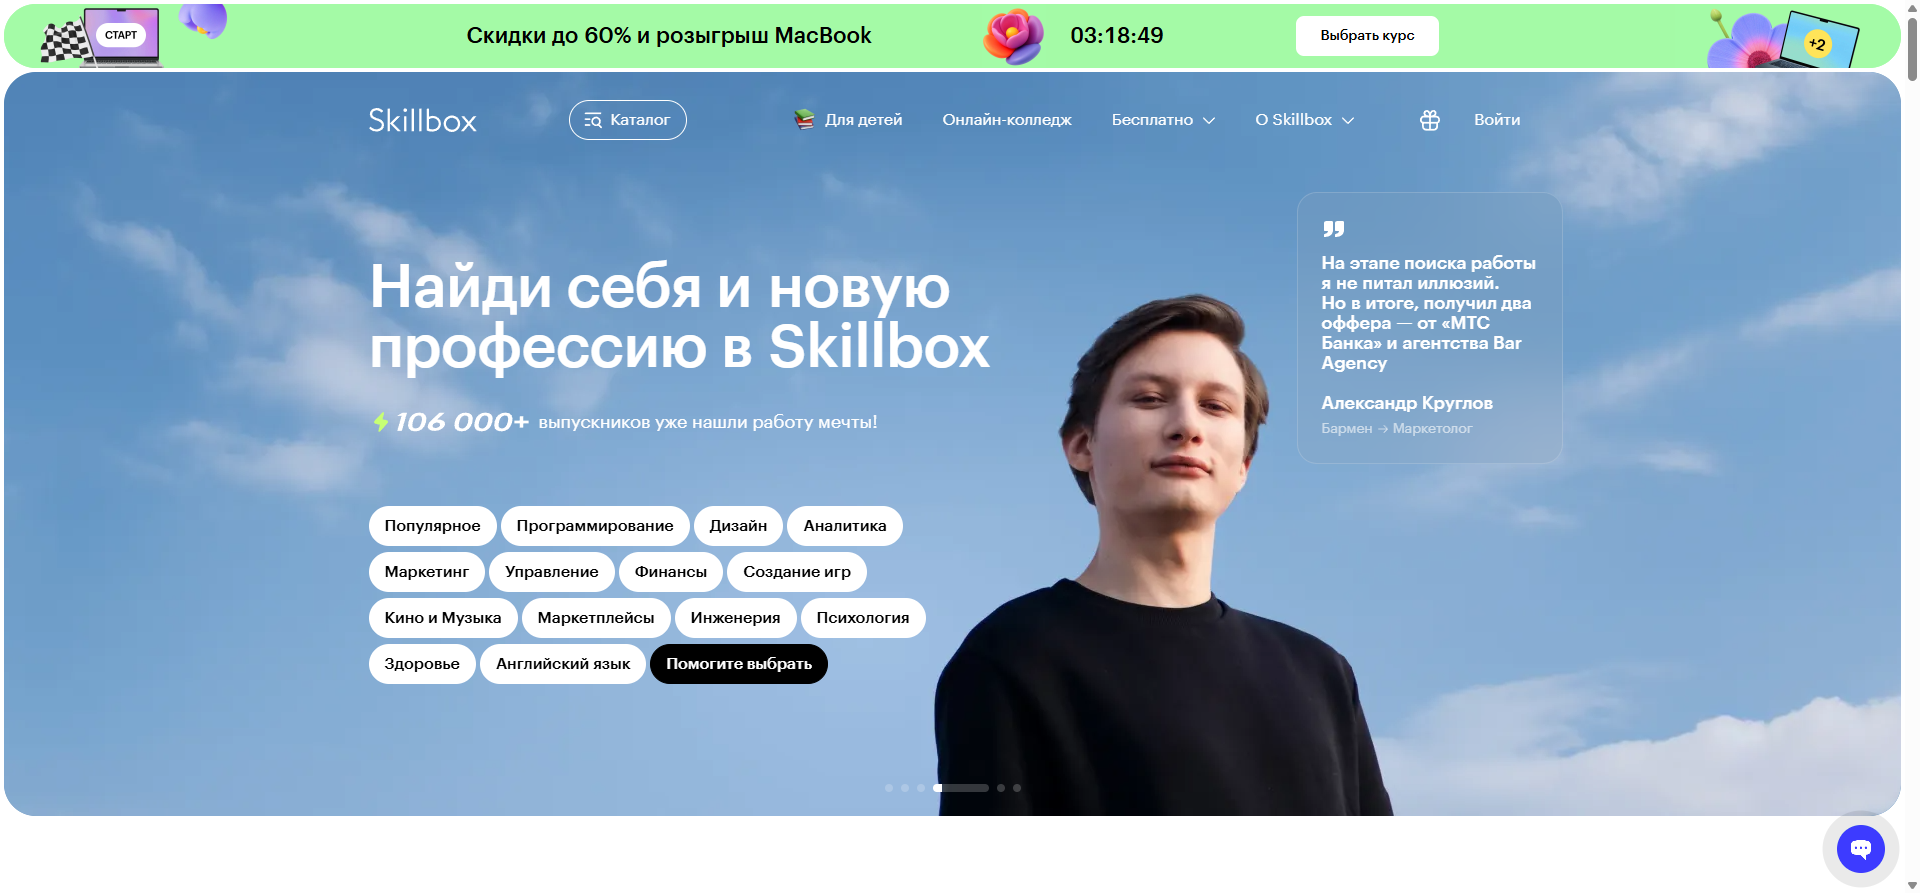 СТАРТ
Скидки до 60% и розыгрыш MacBook
03:18:49
Выбрать курс
+2
Skillbox
Каталог
Для детей
Онлайн-колледж
Бесплатно
О Skillbox
Войти
Найди себя и новую
профессию в Skillbox
106 000+ выпускников уже нашли работу мечты!
На этапе поиска работы
я не питал иллюзий.
Но в итоге, получил два
оффера — от «МТС
Банка» и агентства Bar
Agency
Александр Круглов
Бармен → Маркетолог
Популярное
Программирование
Дизайн
Аналитика
Маркетинг
Управление
Финансы
Создание игр
Кино и Музыка
Маркетплейсы
Инженерия
Психология
Здоровье
Английский язык
Помогите выбрать